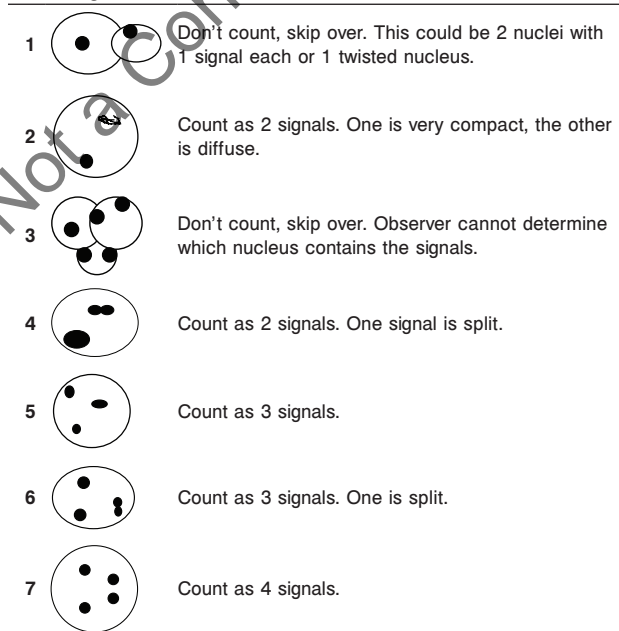 Not a Con
1 Don't count, skip over. This could be 2 nuclei with
1 signal each or 1 twisted nucleus.
2 Count as 2 signals. One is very compact, the other
is diffuse.
3 Don't count, skip over. Observer cannot determine
which nucleus contains the signals.
4 Count as 2 signals. One signal is split.
5 Count as 3 signals.
6 Count as 3 signals. One is split.
7 Count as 4 signals.